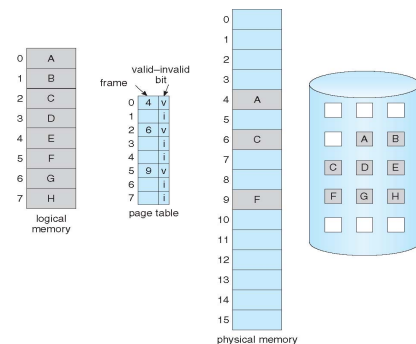 0 A
1 B
2 C
3 D
4 E
5 F
6 G
7 H
logical
memory
valid–invalid
bit
frame
0 4 v
1 i
2 6 v
3 i
4 i
5 9 v
6 i
7 i
page table
0
1
2
3
4 A
5
6 C
7
8
9 F
10
11
12
13
14
15
physical memory
A B
C D E
F G H